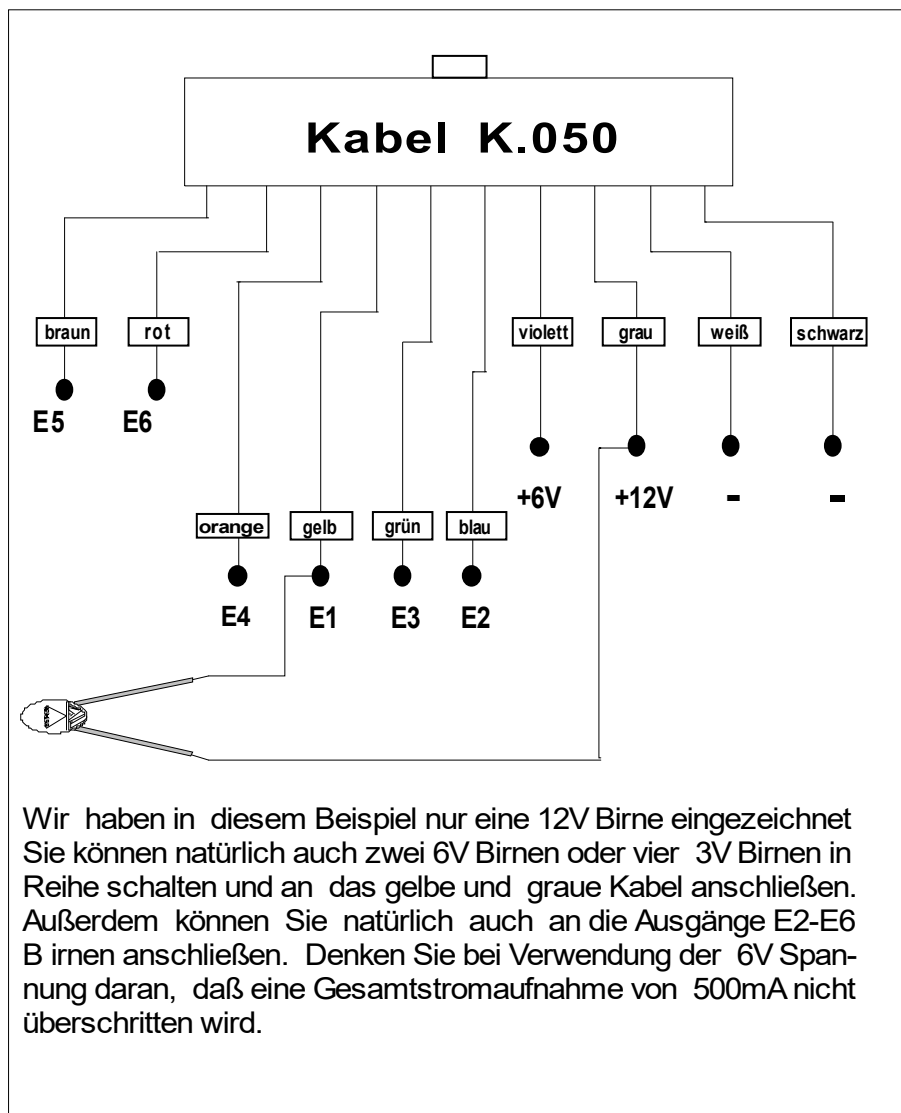 Kabel K.050
braun
rot
violett
grau
weiß
schwarz
E5
E6
+6V
+12V
-
-
orange
gelb
grün
blau
E4
E1
E3
E2
Wir haben in diesem Beispiel nur eine 12V Birne eingezeichnet
Sie können natürlich auch zwei 6V Birnen oder vier 3V Birnen in
Reihe schalten und an das gelbe und graue Kabel anschließen.
Außerdem können Sie natürlich auch an die Ausgänge E2-E6
B irnen anschließen. Denken Sie bei Verwendung der 6V Span-
nung daran, daß eine Gesamtstromaufnahme von 500mA nicht
überschritten wird.